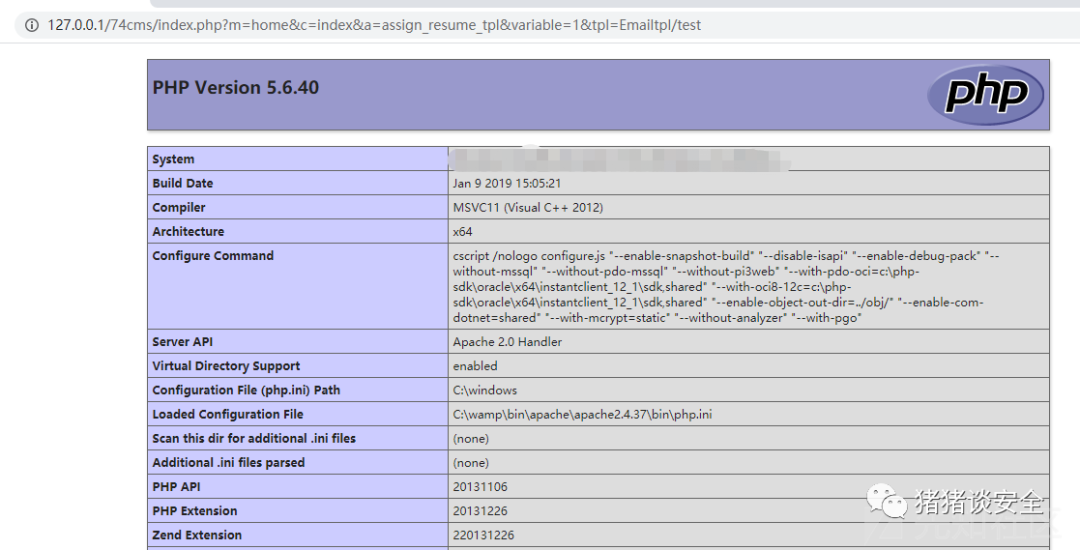 127.0.0.1/74cms/index.php?m=home&c=index&a=assign_resume_tpl&variable=1&tpl=Emailtpl/test
PHP Version 5.6.40
php
System
Build Date Jan 9 2019 15:05:21
Compiler MSVC11 (Visual C++ 2012)
Architecture x64
Configure Command cscript /nologo configure.js "--enable-snapshot-build" "--disable-isapi" "--enable-debug-pack" "--
without-mssql" "--without-pdo-mssql" "--without-pi3web" "--with-pdo-oci=c:\php-
sdk\oracle\x64\instantclient_12_1\sdk,shared" "--with-oci8-12c=c:\php-
sdk\oracle\x64\instantclient_12_1\sdk,shared" "--enable-object-out-dir=../obj/" "--enable-com-
dotnet=shared" "--with-mcrypt=static" "--without-analyzer" "--with-pgo"
Server API Apache 2.0 Handler
Virtual Directory Support enabled
Configuration File (php.ini) Path C:\windows
Loaded Configuration File C:\wamp\bin\apache\apache2.4.37\bin\php.ini
Scan this dir for additional .ini files (none)
Additional .ini files parsed (none)
PHP API 20131106
PHP Extension 20131226
Zend Extension 220131226
猪猪谈安全